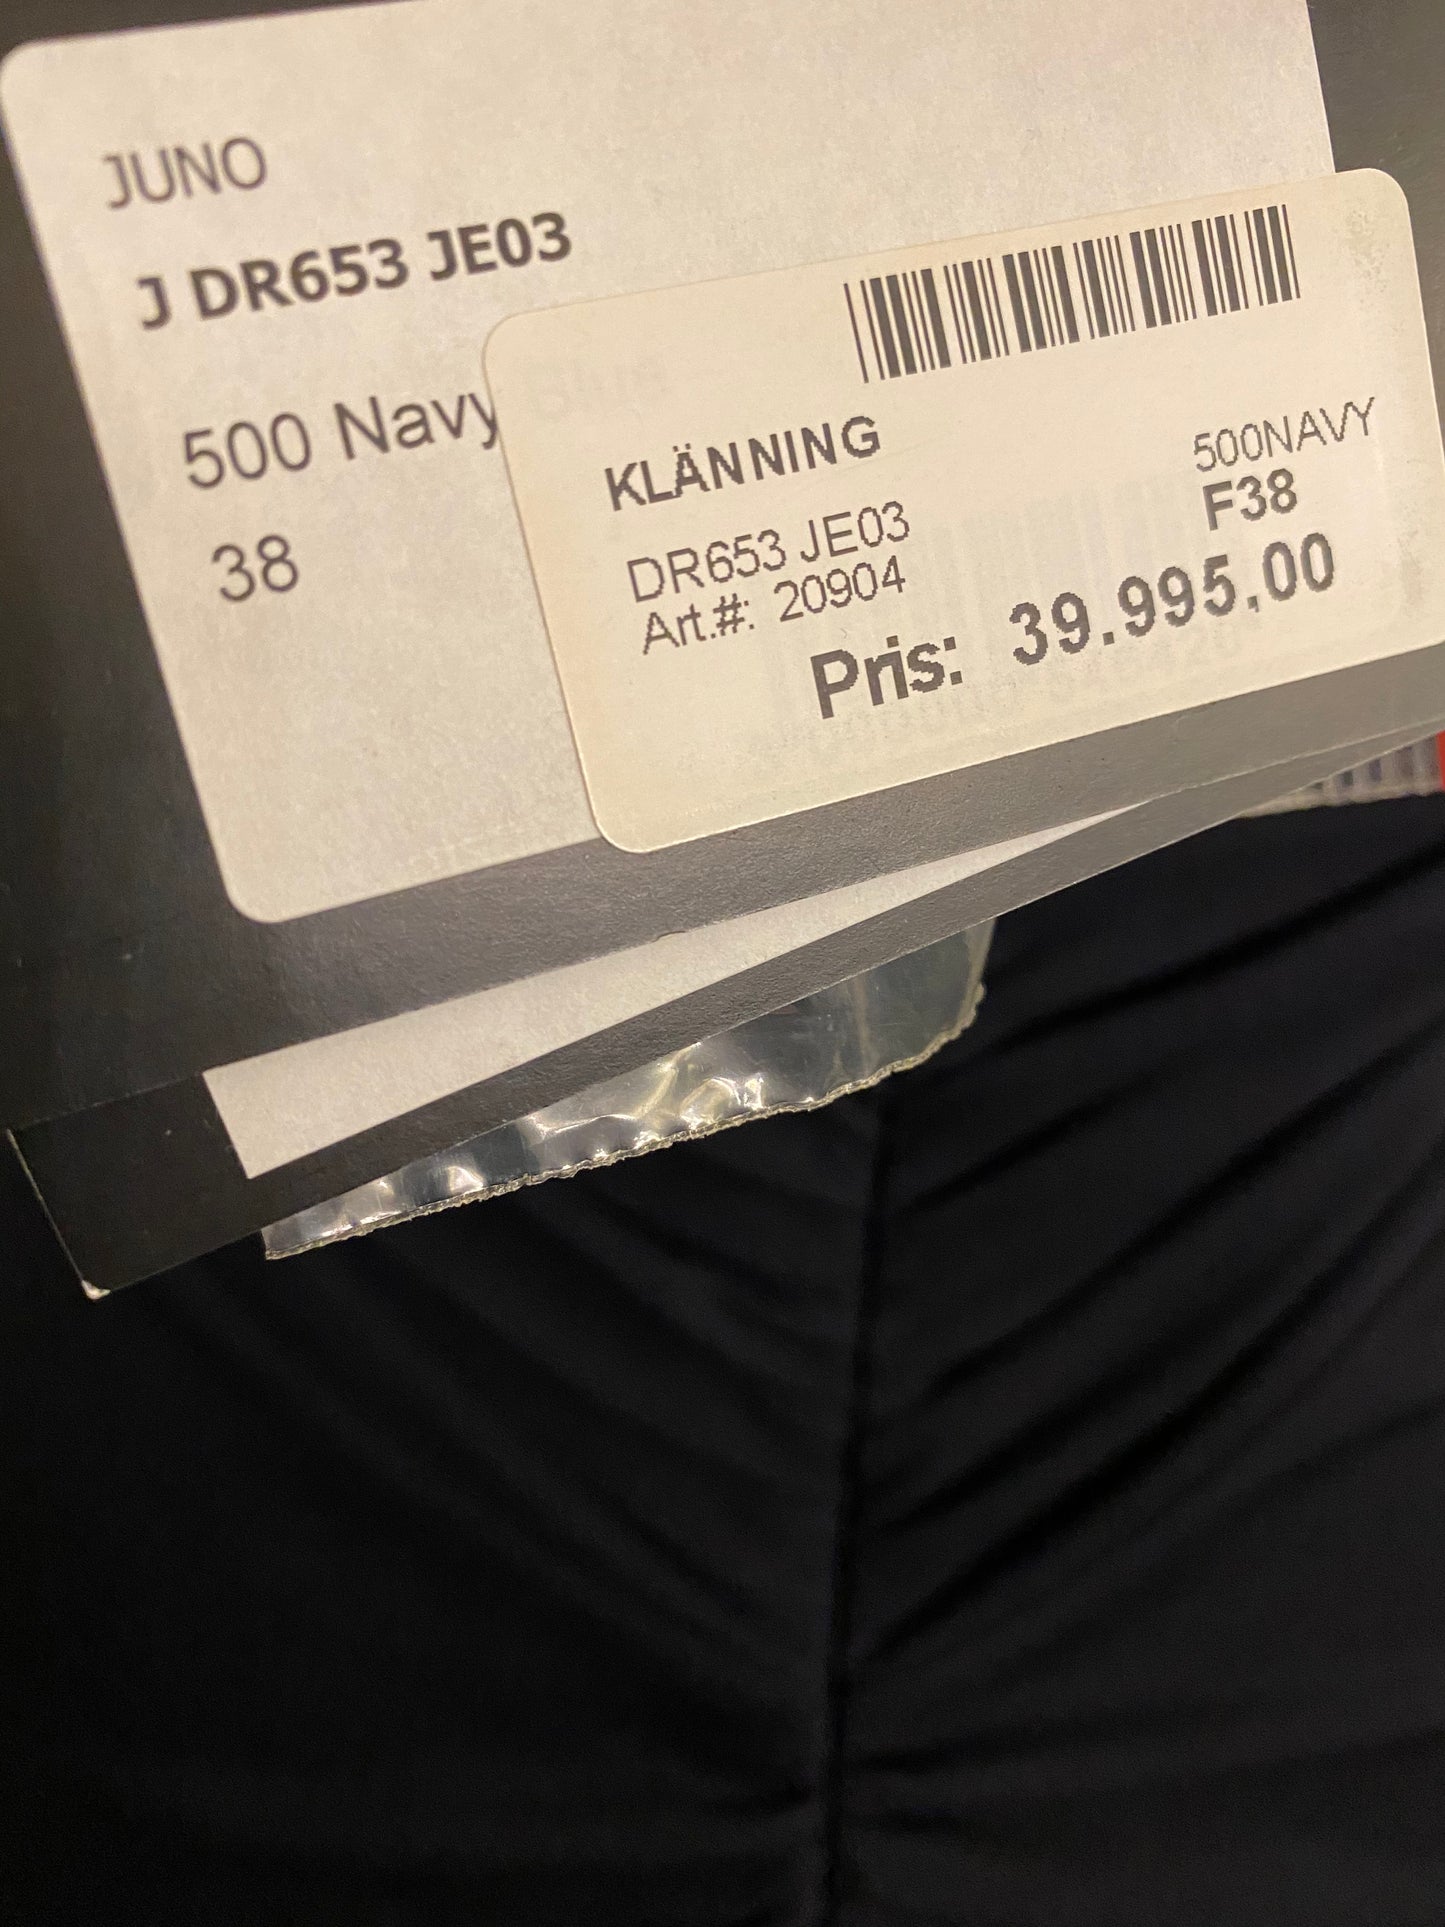 JUNO
J DR653 JE03
500 Navy
38
KLÄNNING
500NAVY
F38
DR653 JE03
Art.#: 20904
Pris: 39.995,00